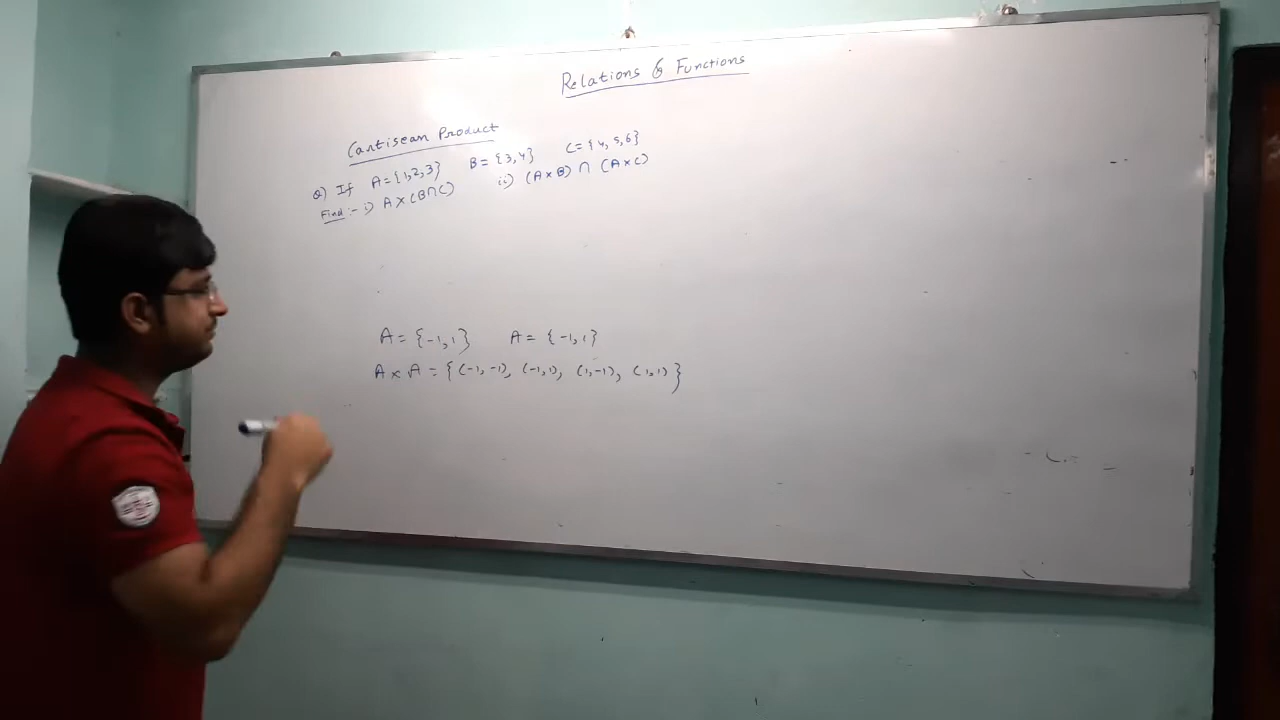 Relations & Functions
Cartisean Product
Q) If A = {1,2,3} B = {3,4} C = {4,5,6}
Find :- i) A × (B∩C) ii) (A×B) ∩ (A×C)
A = {-1,1} A = {-1,1}
A × A = {(-1,-1), (-1,1), (1,-1), (1,1)}